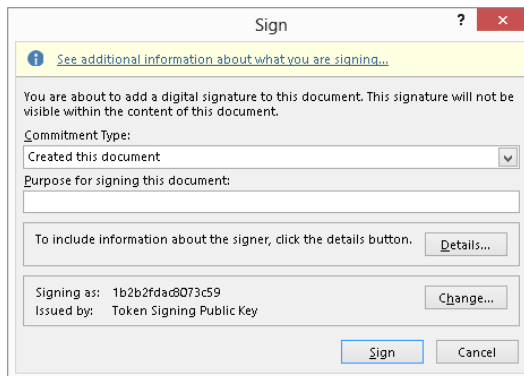 Sign
?
See additional information about what you are signing...
You are about to add a digital signature to this document. This signature will not be
visible within the content of this document.
Commitment Type:
Created this document
Purpose for signing this document:
To include information about the signer, click the details button.
Details...
Signing as: 1b2b2fdac8073c59
Issued by: Token Signing Public Key
Change...
Sign
Cancel